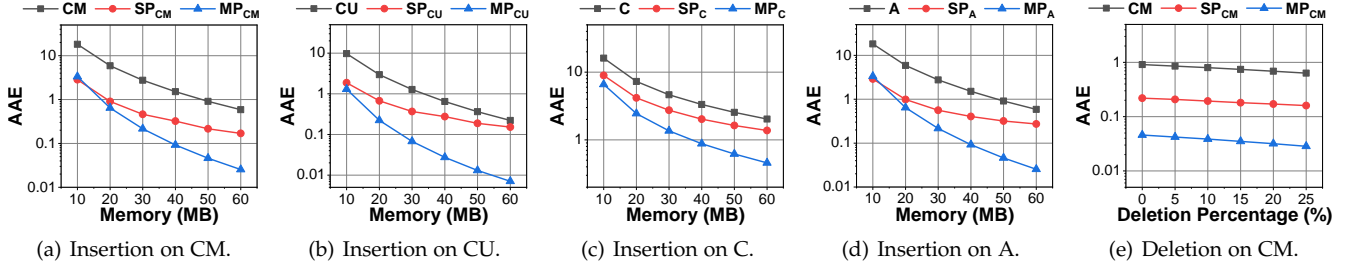 CM SP_CM MP_CM
AAE
10
1
0.1
0.01
10 20 30 40 50 60
Memory (MB)
(a) Insertion on CM.
CU SP_CU MP_CU
AAE
10
1
0.1
0.01
10 20 30 40 50 60
Memory (MB)
(b) Insertion on CU.
C SP_C MP_C
AAE
10
1
10 20 30 40 50 60
Memory (MB)
(c) Insertion on C.
A SP_A MP_A
AAE
10
1
0.1
0.01
10 20 30 40 50 60
Memory (MB)
(d) Insertion on A.
CM SP_CM MP_CM
AAE
1
0.1
0.01
0 5 10 15 20 25
Deletion Percentage (%)
(e) Deletion on CM.